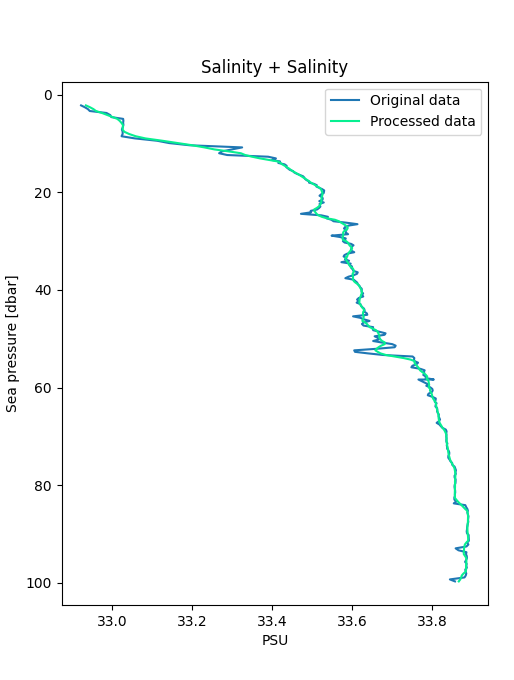 Salinity + Salinity
Original data
Processed data
0
20
40
60
80
100
Sea pressure [dbar]
33.0 33.2 33.4 33.6 33.8
PSU